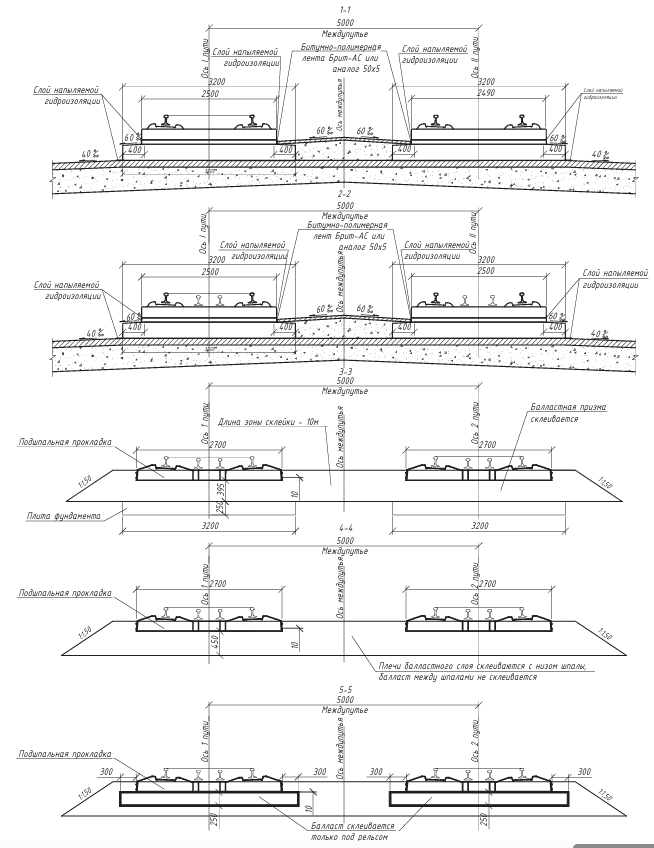 1-1
5000
Междупутье
Ось I пути
Ось II пути
Ось междупутья
Слой напыляемой
гидроизоляции
Битумно-полимерная
лента Брит-АС или
аналог 50х5
Слой напыляемой
гидроизоляции
3200
3200
2500
2490
Слой напыляемой
гидроизоляции
Слой напыляемой
гидроизоляции
60 ‰
60 ‰
60 ‰
60 ‰
40 ‰
400
400
400
400
40 ‰
2-2
5000
Междупутье
Ось I пути
Ось II пути
Ось междупутья
Слой напыляемой
гидроизоляции
Битумно-полимерная
лент Брит-АС или
аналог 50х5
Слой напыляемой
гидроизоляции
3200
3200
2500
2500
Слой напыляемой
гидроизоляции
Слой напыляемой
гидроизоляции
60 ‰
60 ‰
60 ‰
60 ‰
40 ‰
400
400
400
400
40 ‰
3-3
5000
Междупутье
Ось 1 пути
Ось 2 пути
Ось междупутья
Длина зоны склейки - 10м
Балластная призма
склеивается
Подшпальная прокладка
2700
2700
1:1,50
1:1,50
395
250
10
Плита фундамента
3200
3200
4-4
5000
Междупутье
Ось 1 пути
Ось 2 пути
Ось междупутья
Подшпальная прокладка
2700
2700
1:1,50
1:1,50
450
10
Плечи балластного слоя склеиваются с низом шпалы,
балласт между шпалами не склеивается
5-5
5000
Междупутье
Ось 1 пути
Ось 2 пути
Ось междупутья
Подшпальная прокладка
300
300
300
300
1:1,50
1:1,50
10
250
250
Балласт склеивается
только под рельсом